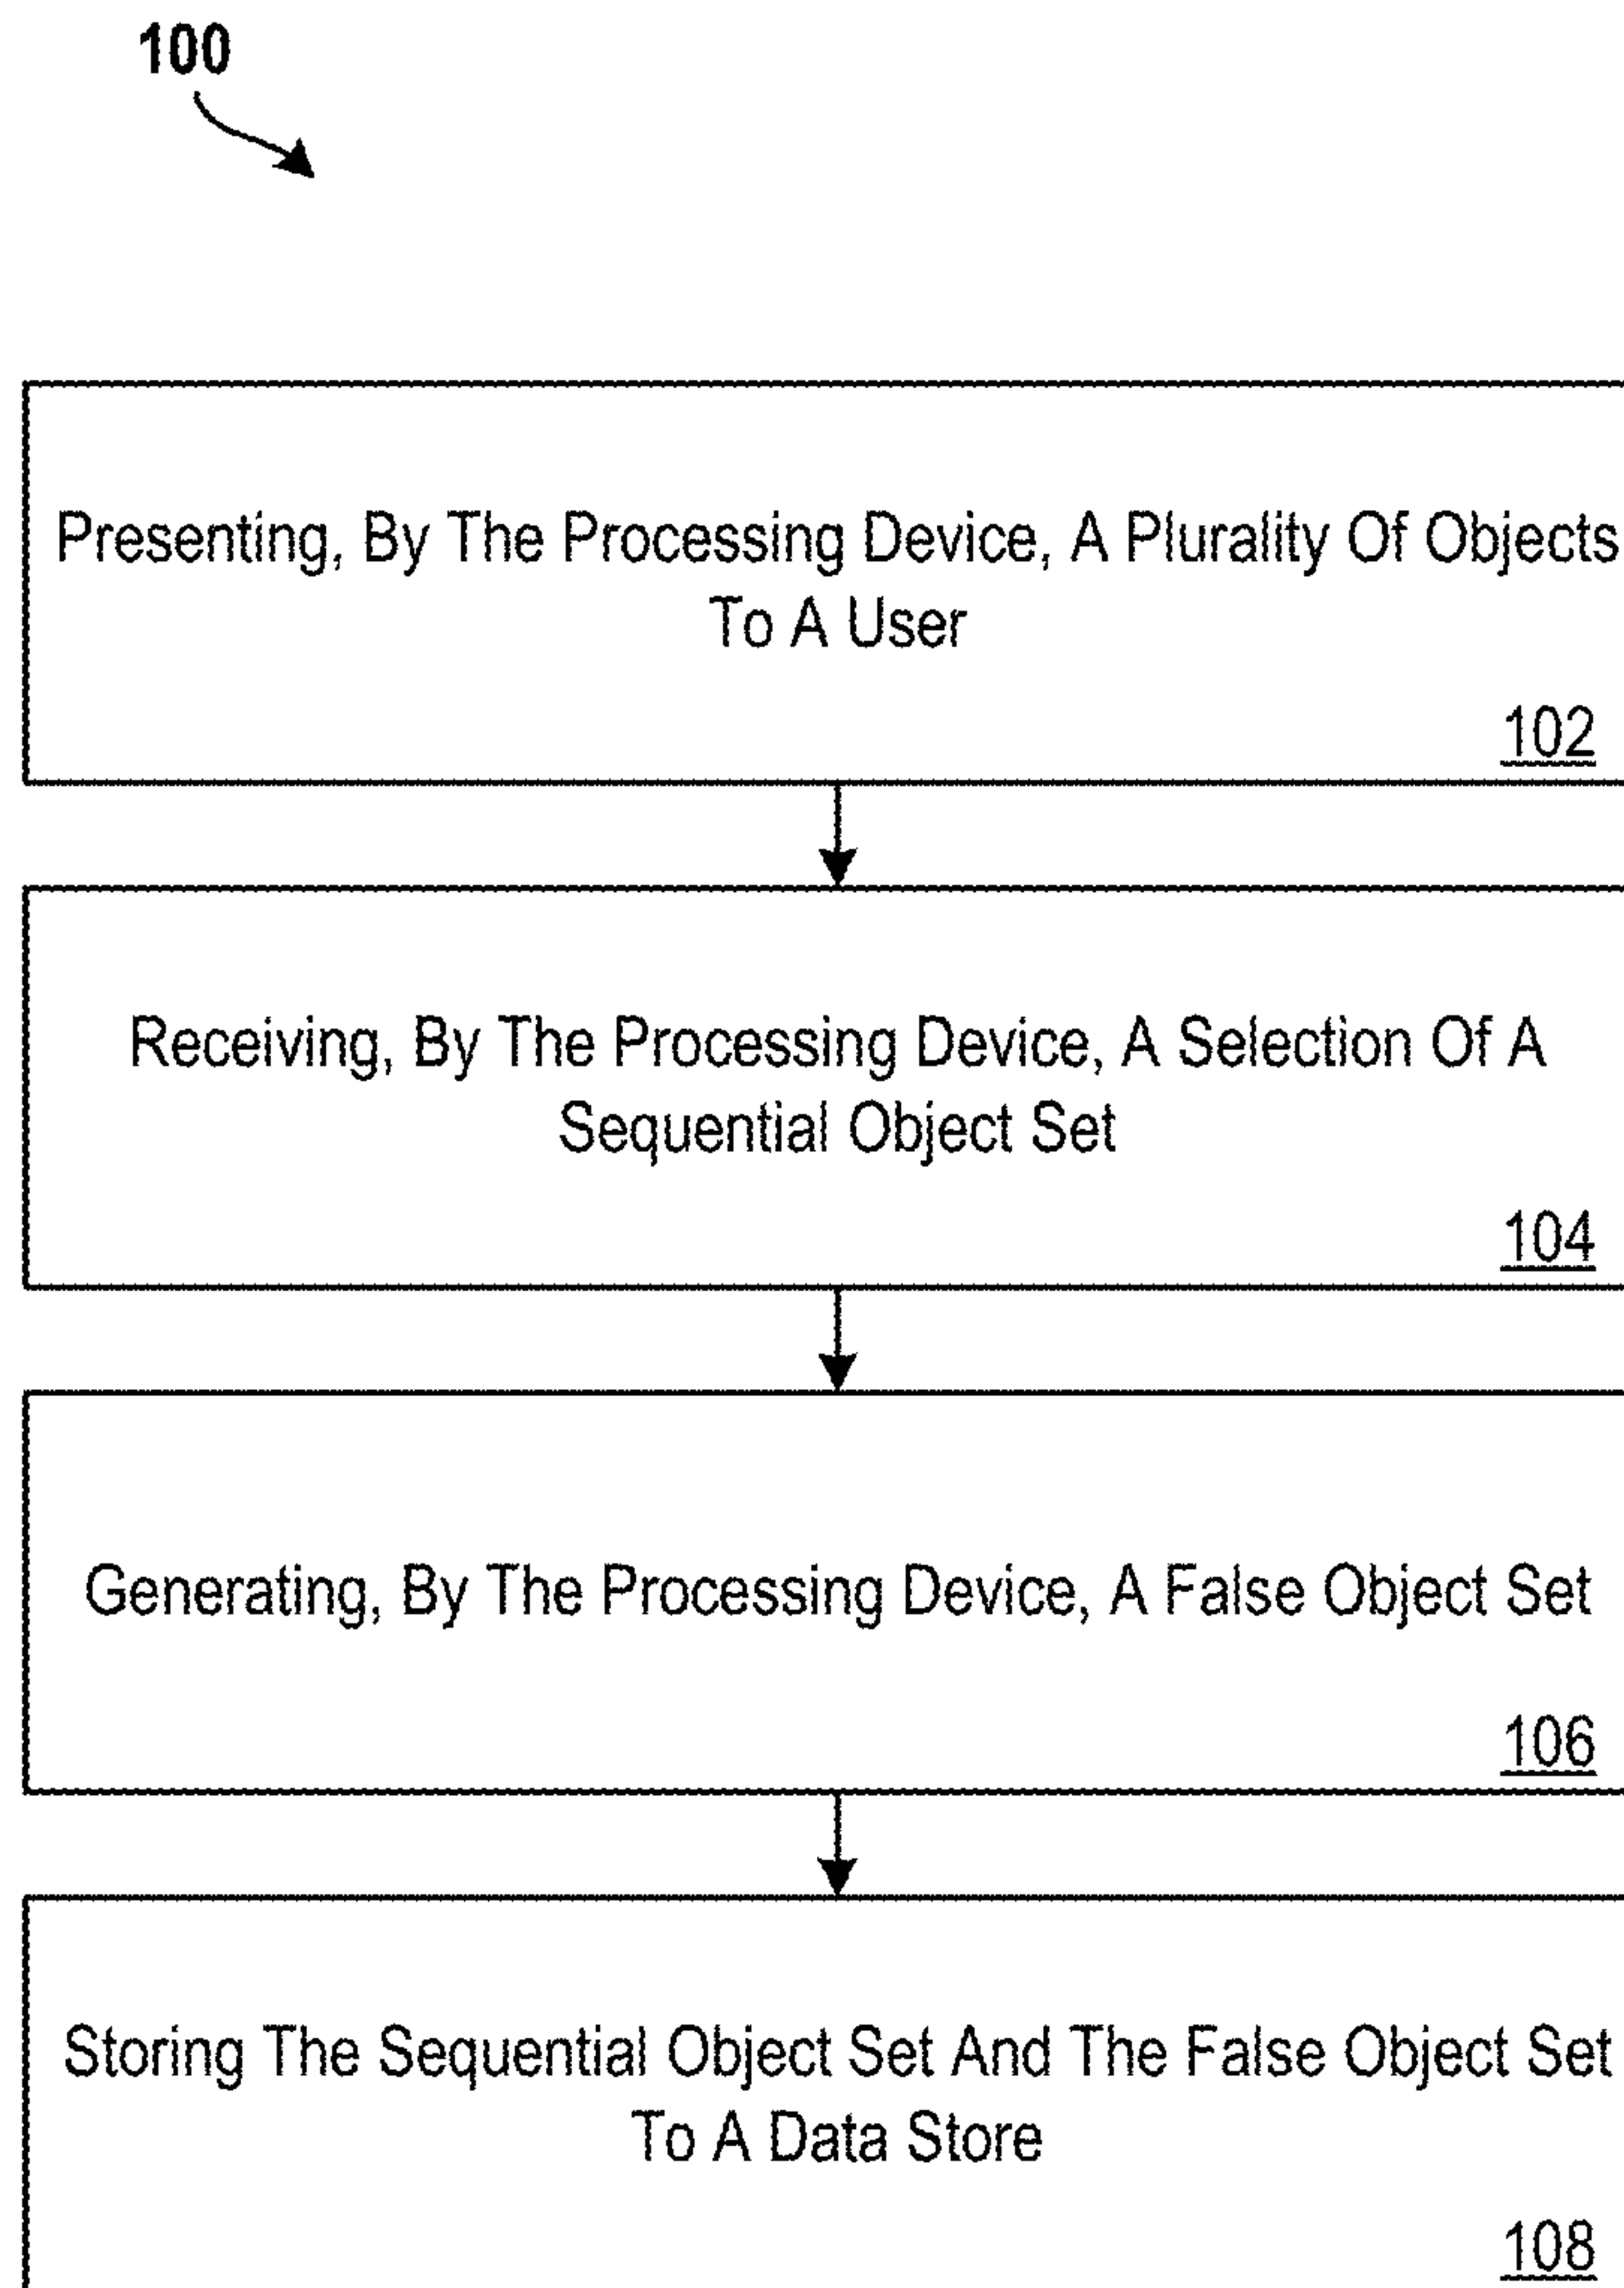 100
Presenting, By The Processing Device, A Plurality Of Objects
To A User
102
Receiving, By The Processing Device, A Selection Of A
Sequential Object Set
104
Generating, By The Processing Device, A False Object Set
106
Storing The Sequential Object Set And The False Object Set
To A Data Store
108